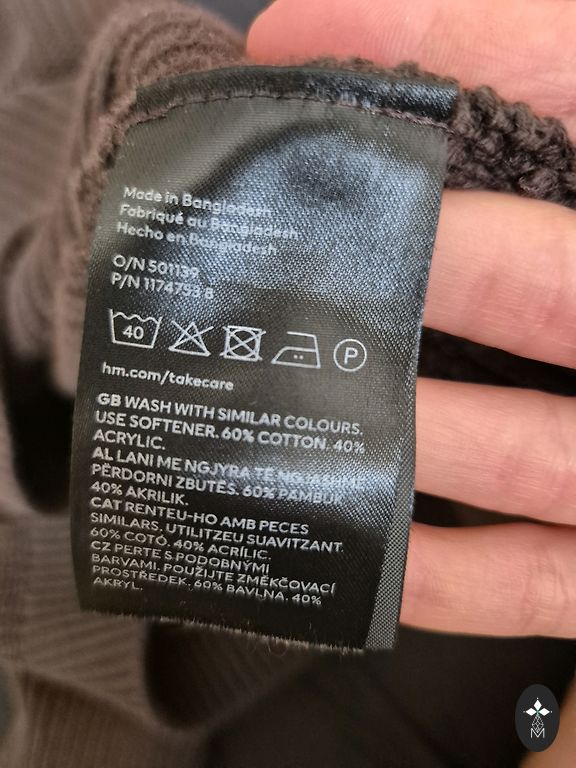 Made in Bangladesh
Fabriqué au Bangladesh
Hecho en Bangladesh
O/N 501139
P/N 11747538
40
P
hm.com/takecare
GB WASH WITH SIMILAR COLOURS.
USE SOFTENER. 60% COTTON. 40%
ACRYLIC.
AL LANI ME NGJYRA TË NGJASHME.
PËRDORNI ZBUTËS. 60% PAMBUK.
40% AKRILIK.
CAT RENTEU-HO AMB PECES
SIMILARS. UTILITZEU SUAVITZANT.
60% COTÓ. 40% ACRÍLIC.
CZ PERTE S PODOBNÝMI
BARVAMI. POUŽIJTE ZMĚKČOVACÍ
PROSTŘEDEK. 60% BAVLNA. 40%
AKRYL.
M